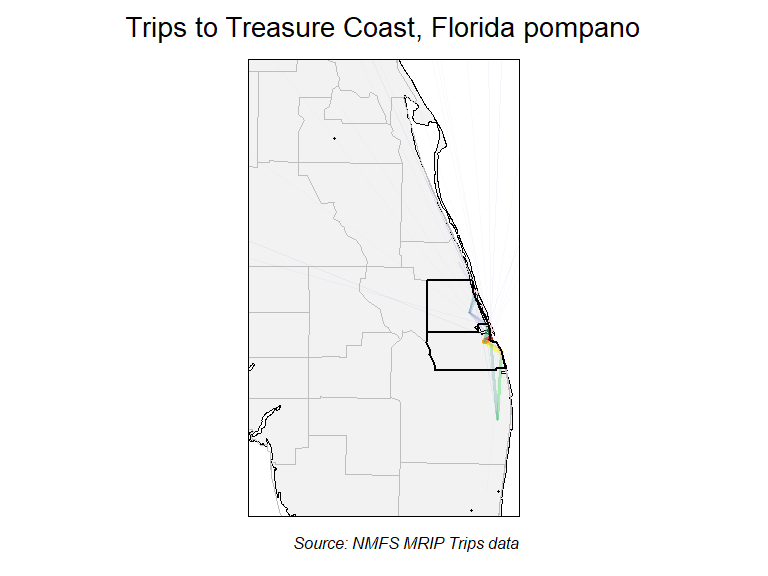 Trips to Treasure Coast, Florida pompano
Source: NMFS MRIP Trips data